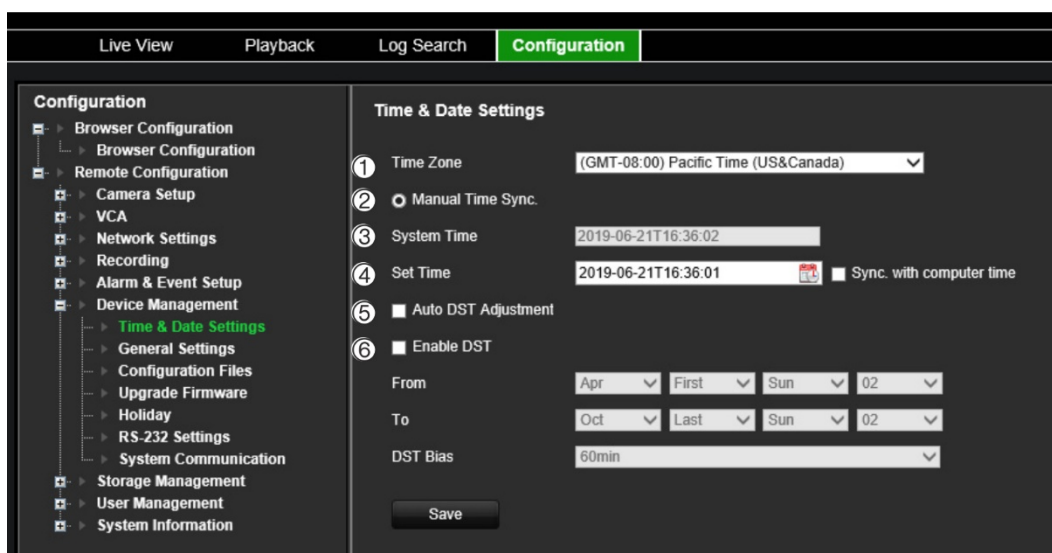 Live View Playback Log Search Configuration
Configuration
Browser Configuration
Browser Configuration
Remote Configuration
Camera Setup
VCA
Network Settings
Recording
Alarm & Event Setup
Device Management
Time & Date Settings
General Settings
Configuration Files
Upgrade Firmware
Holiday
RS-232 Settings
System Communication
Storage Management
User Management
System Information
Time & Date Settings
① Time Zone (GMT-08:00) Pacific Time (US&Canada)
② Manual Time Sync.
③ System Time 2019-06-21T16:36:02
④ Set Time 2019-06-21T16:36:01 Sync. with computer time
⑤ Auto DST Adjustment
⑥ Enable DST
From Apr First Sun 02
To Oct Last Sun 02
DST Bias 60min
Save